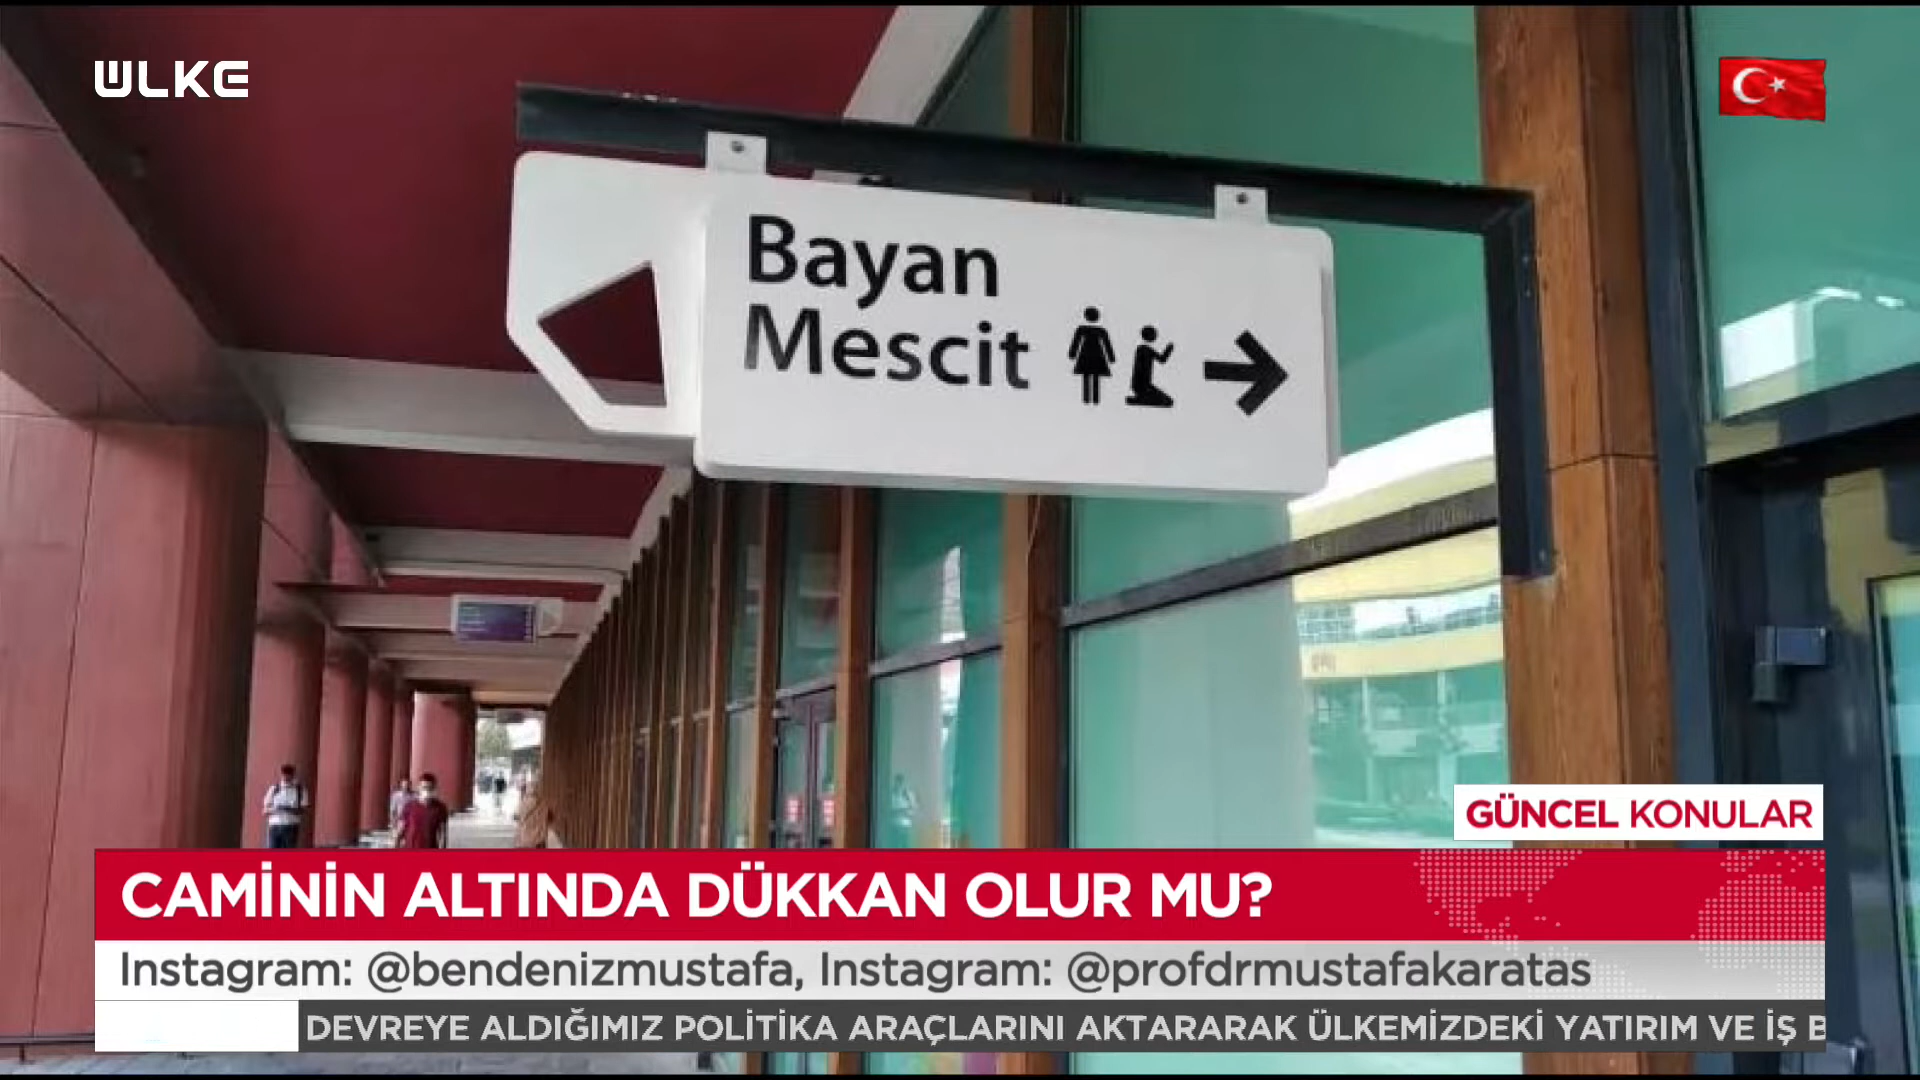 ULKE
Bayan
Mescit
GÜNCEL KONULAR
CAMİNİN ALTINDA DÜKKAN OLUR MU?
Instagram: @bendenizmustafa, Instagram: @profdrmustafakaratas
DEVREYE ALDIĞIMIZ POLİTİKA ARAÇLARINI AKTARARAK ÜLKEMİZDEKİ YATIRIM VE İŞ B